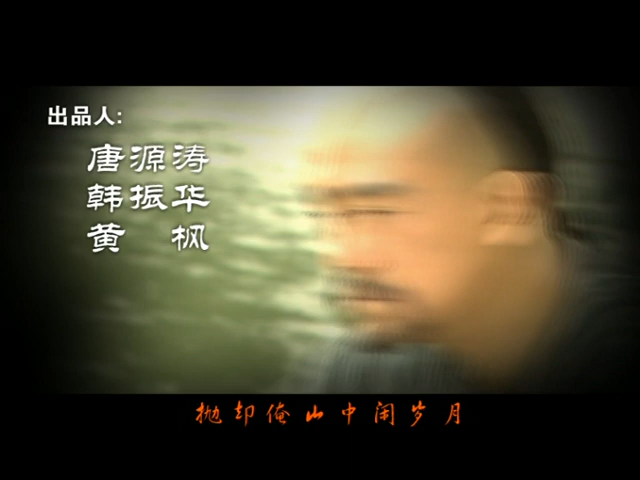 出品人:
唐源涛
韩振华
黄 枫
抛却俺山中闲岁月